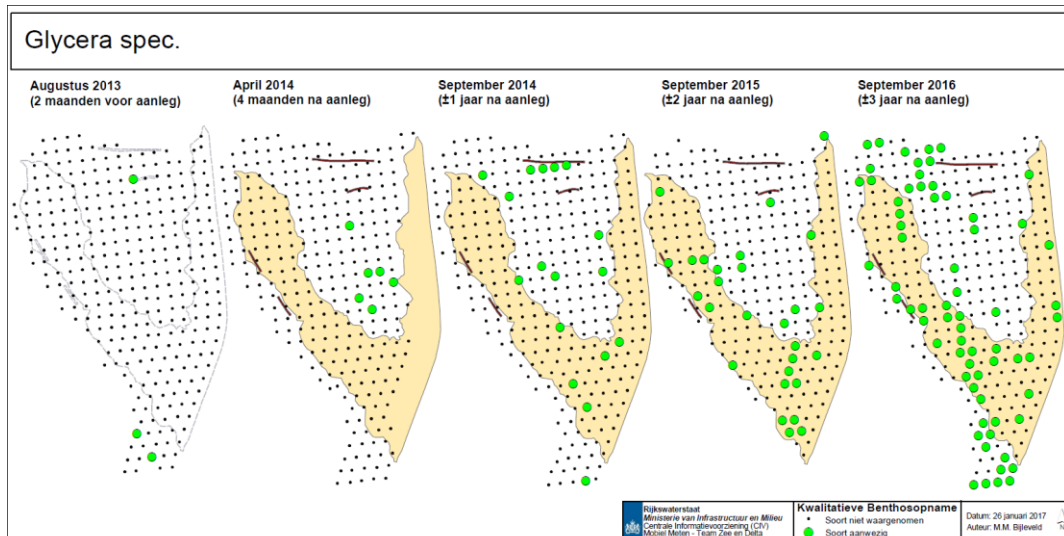 Glycera spec.
Augustus 2013
(2 maanden voor aanleg)
April 2014
(4 maanden na aanleg)
September 2014
(±1 jaar na aanleg)
September 2015
(±2 jaar na aanleg)
September 2016
(±3 jaar na aanleg)
Rijkswaterstaat
Ministerie van Infrastructuur en Milieu
Centrale Informatievoorziening (CIV)
Mobiel Meten - Team Zee en Delta
Kwalitatieve Benthosopname
Soort niet waargenomen
Soort aanwezig
Datum: 26 januari 2017
Auteur: M.M. Bijleveld
N